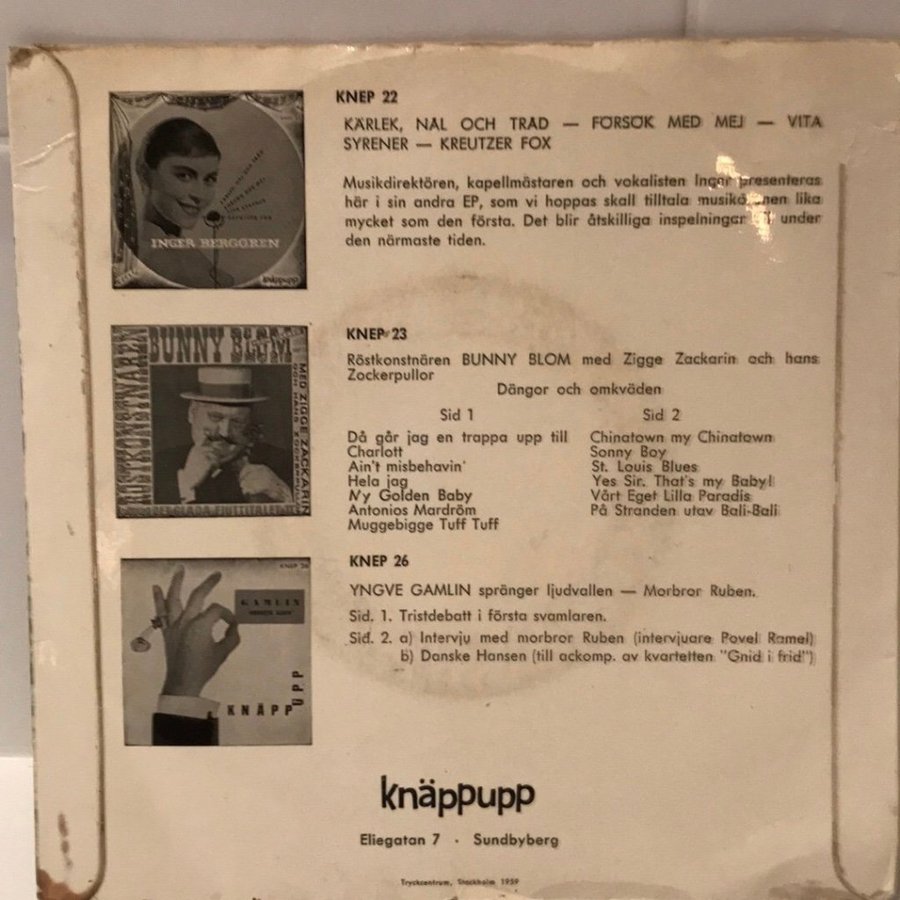 KNEP 22
KÄRLEK, NÅL OCH TRÅD — FÖRSÖK MED MEJ — VITA
SYRENER — KREUTZER FOX
Musikdirektören, kapellmästaren och vokalisten Inger presenteras
här i sin andra EP, som vi hoppas skall tilltala lika
mycket som den första. Det blir åtskilliga inspelningar under
den närmaste tiden.
INGER BERGGREN
knäppupp
KNEP 23
Röstkonstnären BUNNY BLOM med Zigge Zackarin och hans
Zockerpullor
Dängor och omkväden
Sid 1
Då går jag en trappa upp till
Charlott
Ain't misbehavin'
Hela jag
My Golden Baby
Antonios Mardröm
Muggebigge Tuff Tuff
Sid 2
Chinatown my Chinatown
Sonny Boy
St. Louis Blues
Yes Sir. That's my Baby!
Vårt Eget Lilla Paradis
På Stranden utav Bali-Bali
RÖSTKONSTNÄREN
BUNNY BLOM
MED ZIGGE ZACKARIN
OCH HANS ZOCKERPULLOR
KNEP 26
YNGVE GAMLIN spränger ljudvallen — Morbror Ruben.
Sid. 1. Tristdebatt i första svamlaren.
Sid. 2. a) Intervju med morbror Ruben (intervjuare Povel Ramel)
b) Danske Hansen (till ackomp. av kvartetten "Gnid i frid")
KNEP 26
GAMLIN
KNÄPP
UPP
knäppupp
Eliegatan 7 · Sundbyberg
Tryckcentrum, Stockholm 1959